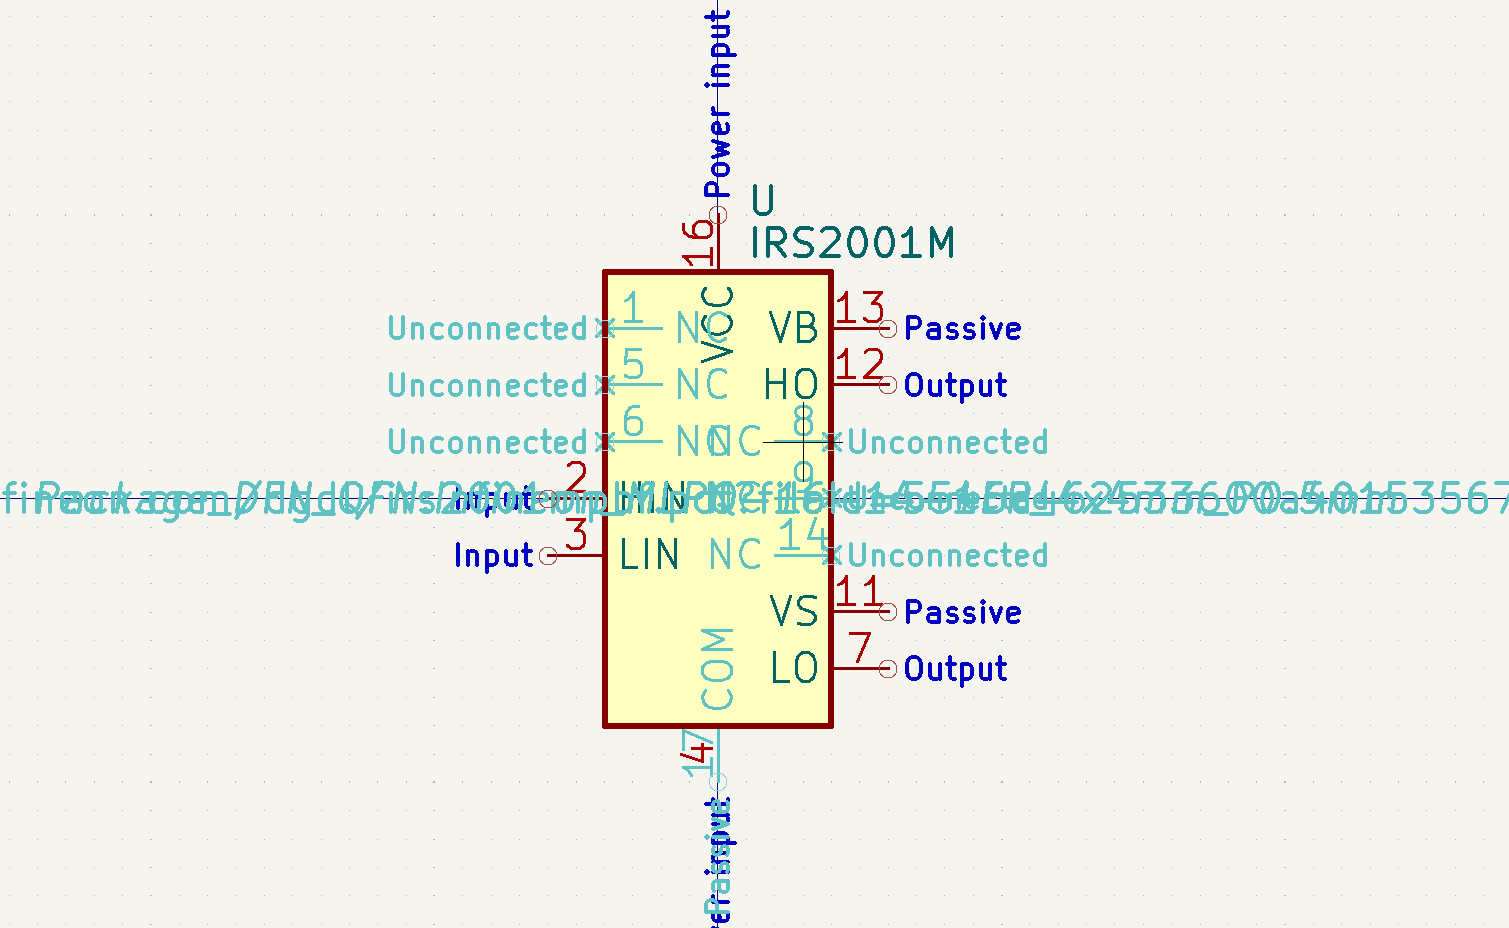 Power input
U
16
IRS2001M
VCC
1
NC
Unconnected
VB
13
Passive
5
NC
Unconnected
HO
12
Output
6
NC
Unconnected
NC
8
Unconnected
2
Input
HIN
9
3
Input
LIN
NC
14
Unconnected
VS
11
Passive
COM
LO
7
Output
17
4
Passive